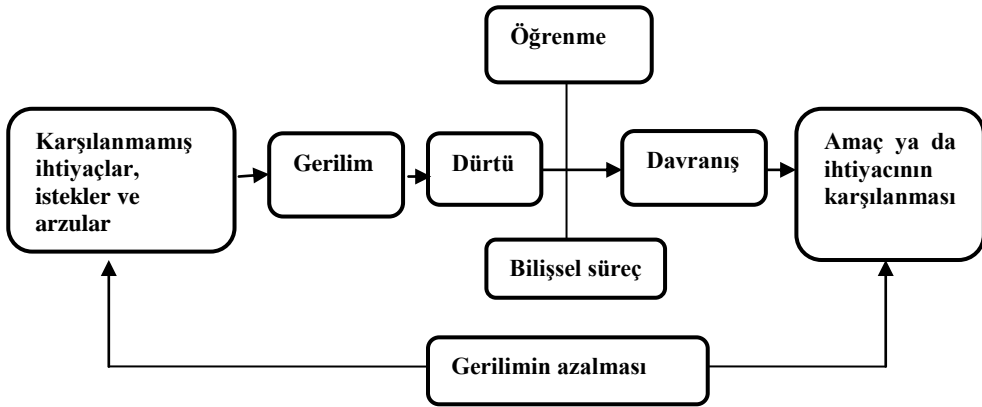 Öğrenme
Karşılanmamış
ihtiyaçlar,
istekler ve
arzular
Gerilim
Dürtü
Davranış
Amaç ya da
ihtiyacının
karşılanması
Bilişsel süreç
Gerilimin azalması